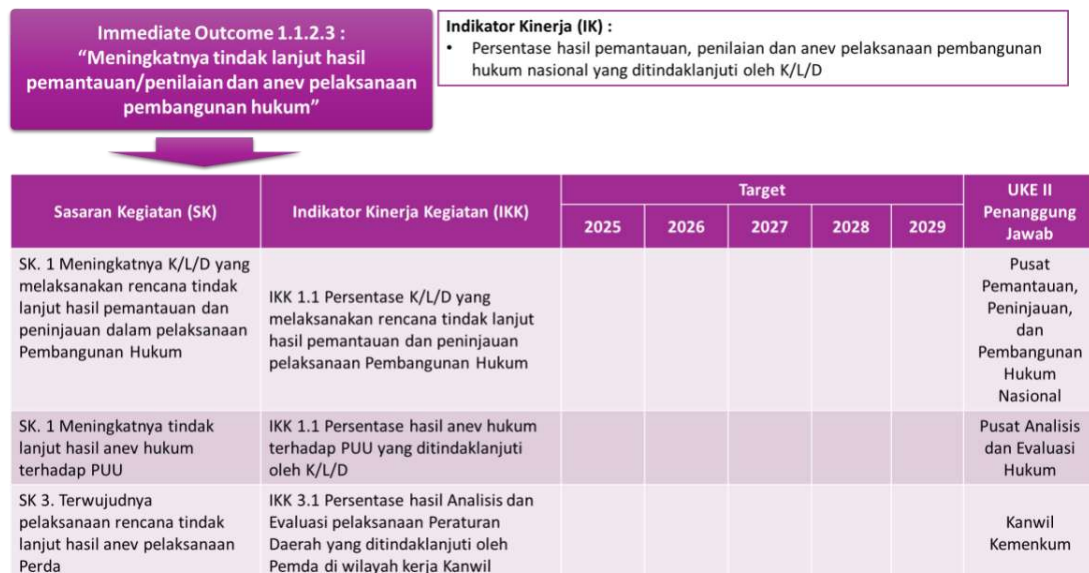 Immediate Outcome 1.1.2.3 :
“Meningkatnya tindak lanjut hasil
pemantauan/penilaian dan anev pelaksanaan
pembangunan hukum”
Indikator Kinerja (IK) :
• Persentase hasil pemantauan, penilaian dan anev pelaksanaan pembangunan
hukum nasional yang ditindaklanjuti oleh K/L/D
Sasaran Kegiatan (SK)
Indikator Kinerja Kegiatan (IKK)
Target
2025
2026
2027
2028
2029
UKE II
Penanggung
Jawab
SK. 1 Meningkatnya K/L/D yang
melaksanakan rencana tindak
lanjut hasil pemantauan dan
peninjauan dalam pelaksanaan
Pembangunan Hukum
IKK 1.1 Persentase K/L/D yang
melaksanakan rencana tindak lanjut
hasil pemantauan dan peninjauan
pelaksanaan Pembangunan Hukum
Pusat
Pemantauan,
Peninjauan,
dan
Pembangunan
Hukum
Nasional
SK. 1 Meningkatnya tindak
lanjut hasil anev hukum
terhadap PUU
IKK 1.1 Persentase hasil anev hukum
terhadap PUU yang ditindaklanjuti
oleh K/L/D
Pusat Analisis
dan Evaluasi
Hukum
SK 3. Terwujudnya
pelaksanaan rencana tindak
lanjut hasil anev pelaksanaan
Perda
IKK 3.1 Persentase hasil Analisis dan
Evaluasi pelaksanaan Peraturan
Daerah yang ditindaklanjuti oleh
Pemda di wilayah kerja Kanwil
Kanwil
Kemenkum